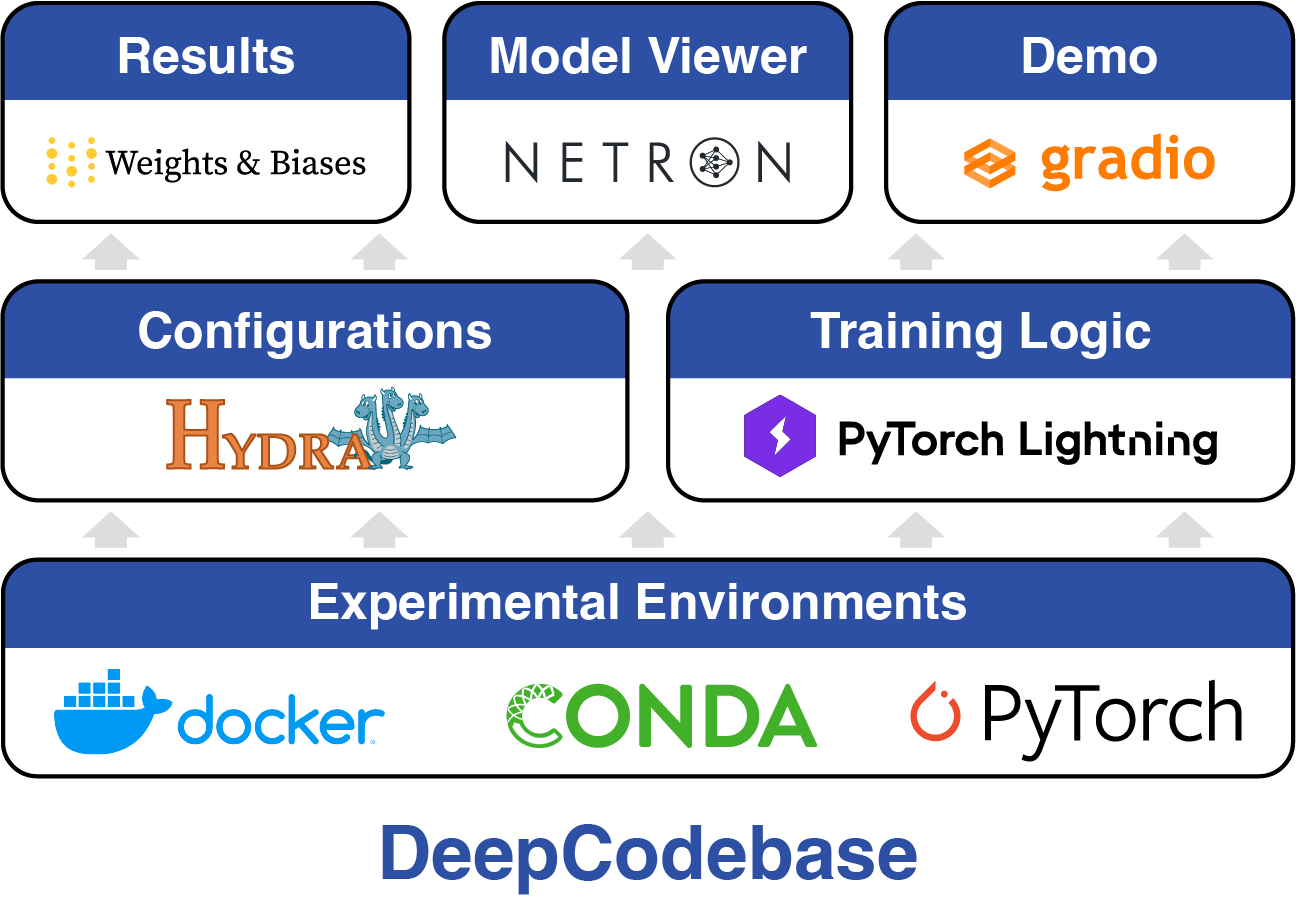 Results
Model Viewer
Demo
Weights & Biases
NETRON
gradio
Configurations
Training Logic
HYDRA
PyTorch Lightning
Experimental Environments
docker
CONDA
PyTorch
DeepCodebase